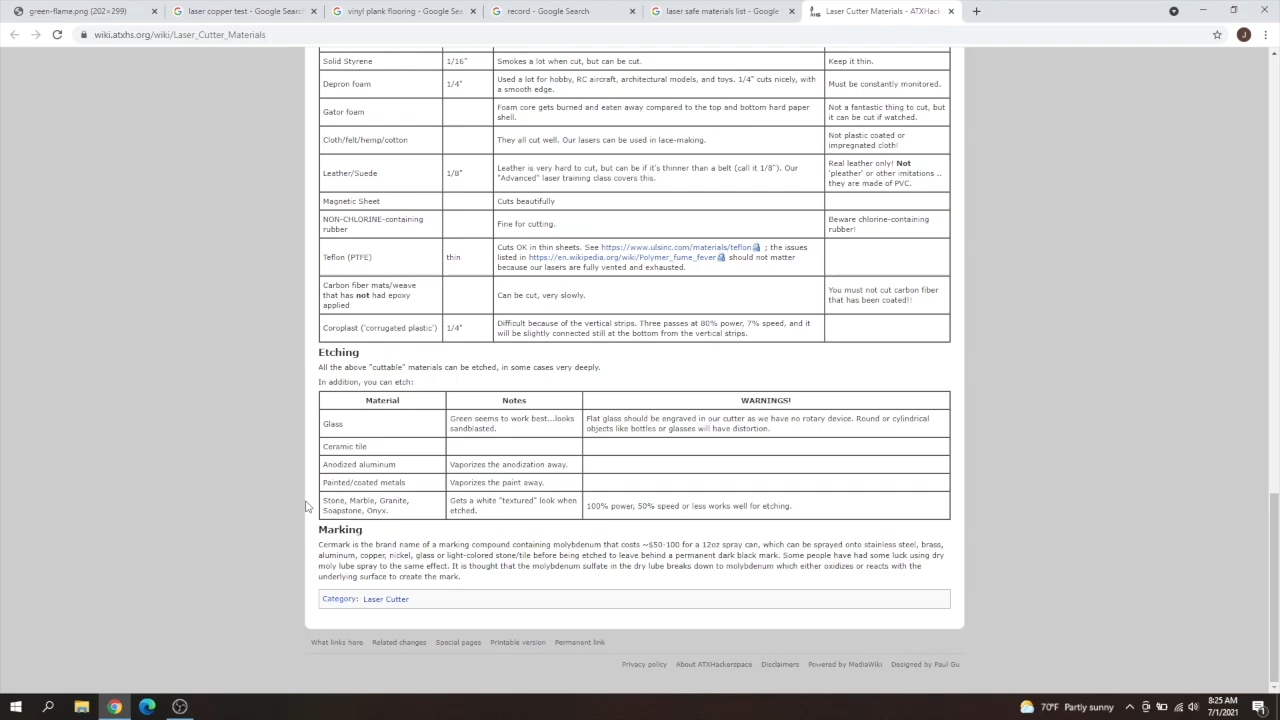 green-flame.png (202×299)
laser copper test - Google Search
vinyl plank flooring - Google Sea
record - Google Search
laser safe materials list - Google
Laser Cutter Materials - ATXHack
wiki.atxhs.org/wiki/Laser_Cutter_Materials
J
Solid Styrene 1/16" Smokes a lot when cut, but can be cut. Keep it thin.
Depron foam 1/4" Used a lot for hobby, RC aircraft, architectural models, and toys. 1/4" cuts nicely, with
a smooth edge. Must be constantly monitored.
Gator foam Foam core gets burned and eaten away compared to the top and bottom hard paper
shell. Not a fantastic thing to cut, but
it can be cut if watched.
Cloth/felt/hemp/cotton They all cut well. Our lasers can be used in lace-making. Not plastic coated or
impregnated cloth!
Leather/Suede 1/8" Leather is very hard to cut, but can be if it's thinner than a belt (call it 1/8"). Our
"Advanced" laser training class covers this. Real leather only! Not
'pleather' or other imitations ..
they are made of PVC.
Magnetic Sheet Cuts beautifully
NON-CHLORINE-containing
rubber Fine for cutting. Beware chlorine-containing
rubber!
Teflon (PTFE) thin Cuts OK in thin sheets. See https://www.ulsinc.com/materials/teflon ; the issues
listed in https://en.wikipedia.org/wiki/Polymer_fume_fever should not matter
because our lasers are fully vented and exhausted.
Carbon fiber mats/weave
that has not had epoxy
applied Can be cut, very slowly. You must not cut carbon fiber
that has been coated!!
Coroplast ('corrugated plastic') 1/4" Difficult because of the vertical strips. Three passes at 80% power, 7% speed, and it
will be slightly connected still at the bottom from the vertical strips.
Etching
All the above "cuttable" materials can be etched, in some cases very deeply.
In addition, you can etch:
Material Notes WARNINGS!
Glass Green seems to work best...looks
sandblasted. Flat glass should be engraved in our cutter as we have no rotary device. Round or cylindrical
objects like bottles or glasses will have distortion.
Ceramic tile
Anodized aluminum Vaporizes the anodization away.
Painted/coated metals Vaporizes the paint away.
Stone, Marble, Granite,
Soapstone, Onyx. Gets a white "textured" look when
etched. 100% power, 50% speed or less works well for etching.
Marking
Cermark is the brand name of a marking compound containing molybdenum that costs ~$50-100 for a 12oz spray can, which can be sprayed onto stainless steel, brass,
aluminum, copper, nickel, glass or light-colored stone/tile before being etched to leave behind a permanent dark black mark. Some people have had some luck using dry
moly lube spray to the same effect. It is thought that the molybdenum sulfate in the dry lube breaks down to molybdenum which either oxidizes or reacts with the
underlying surface to create the mark.
Category: Laser Cutter
What links here Related changes Special pages Printable version Permanent link
Privacy policy About ATXHackerspace Disclaimers Powered by MediaWiki Designed by Paul Gu
70°F Partly sunny
8:25 AM
7/1/2021